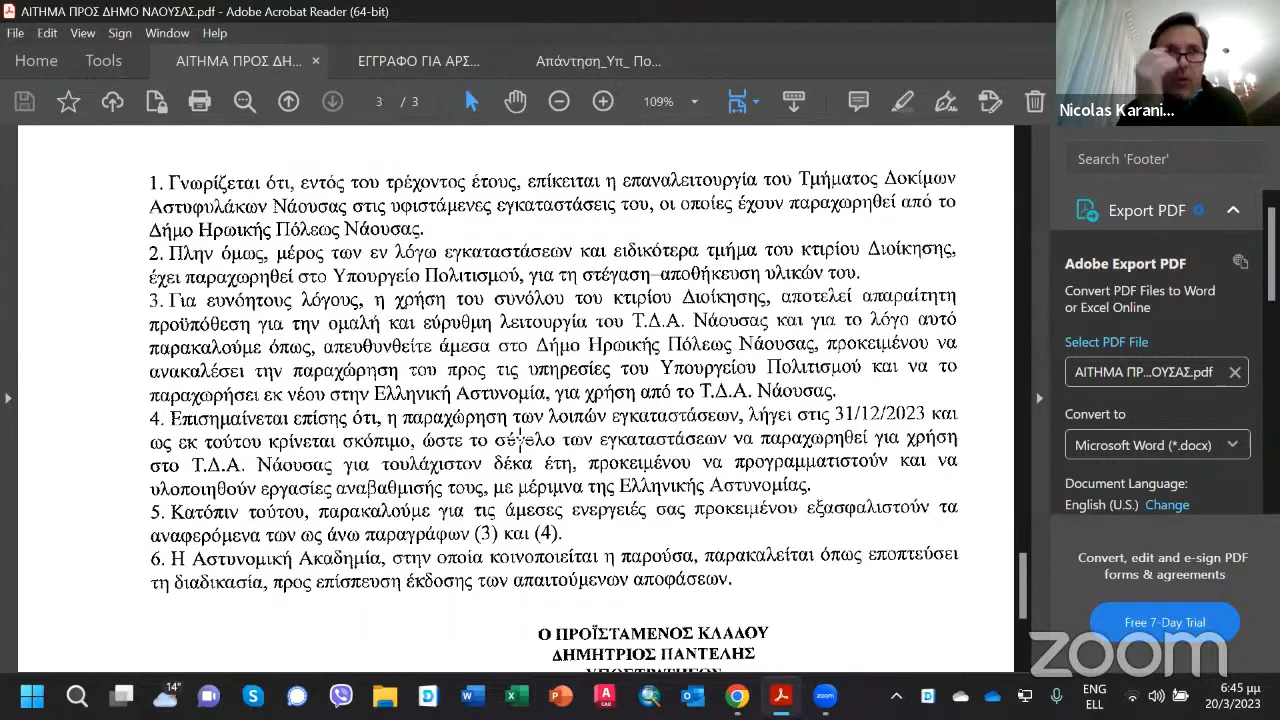 ΑΙΤΗΜΑ ΠΡΟΣ ΔΗΜΟ ΝΑΟΥΣΑΣ.pdf - Adobe Acrobat Reader (64-bit)
File Edit View Sign Window Help
Home Tools ΑΙΤΗΜΑ ΠΡΟΣ ΔΗ... × ΕΓΓΡΑΦΟ ΓΙΑ ΑΡΣ... Απάντηση_Υπ_ Πο...
3 / 3 109%
Nicolas Karani...
1. Γνωρίζεται ότι, εντός του τρέχοντος έτους, επίκειται η επαναλειτουργία του Τμήματος Δοκίμων
Αστυφυλάκων Νάουσας στις υφιστάμενες εγκαταστάσεις του, οι οποίες έχουν παραχωρηθεί από το
Δήμο Ηρωικής Πόλεως Νάουσας.
2. Πλην όμως, μέρος των εν λόγω εγκαταστάσεων και ειδικότερα τμήμα του κτιρίου Διοίκησης,
έχει παραχωρηθεί στο Υπουργείο Πολιτισμού, για τη στέγαση–αποθήκευση υλικών του.
3. Για ευνόητους λόγους, η χρήση του συνόλου του κτιρίου Διοίκησης, αποτελεί απαραίτητη
προϋπόθεση για την ομαλή και εύρυθμη λειτουργία του Τ.Δ.Α. Νάουσας και για το λόγο αυτό
παρακαλούμε όπως, απευθυνθείτε άμεσα στο Δήμο Ηρωικής Πόλεως Νάουσας, προκειμένου να
ανακαλέσει την παραχώρηση του προς τις υπηρεσίες του Υπουργείου Πολιτισμού και να το
παραχωρήσει εκ νέου στην Ελληνική Αστυνομία, για χρήση από το Τ.Δ.Α. Νάουσας.
4. Επισημαίνεται επίσης ότι, η παραχώρηση των λοιπών εγκαταστάσεων, λήγει στις 31/12/2023 και
ως εκ τούτου κρίνεται σκόπιμο, ώστε το σύνολο των εγκαταστάσεων να παραχωρηθεί για χρήση
στο Τ.Δ.Α. Νάουσας για τουλάχιστον δέκα έτη, προκειμένου να προγραμματιστούν και να
υλοποιηθούν εργασίες αναβαθμισής τους, με μέριμνα της Ελληνικής Αστυνομίας.
5. Κατόπιν τούτου, παρακαλούμε για τις άμεσες ενεργειές σας προκειμένου εξασφαλιστούν τα
αναφερόμενα των ως άνω παραγράφων (3) και (4).
6. Η Αστυνομική Ακαδημία, στην οποία κοινοποιείται η παρούσα, παρακαλείται όπως εποπτεύσει
τη διαδικασία, προς επίσπευση έκδοσης των απαιτούμενων αποφάσεων.
Ο ΠΡΟΪΣΤΑΜΕΝΟΣ ΚΛΑΔΟΥ
ΔΗΜΗΤΡΙΟΣ ΠΑΝΤΕΛΗΣ
ΥΠΟΣΤΡΑΤΗΓΟΣ
Search 'Footer'
Export PDF
Adobe Export PDF
Convert PDF Files to Word
or Excel Online
Select PDF File
ΑΙΤΗΜΑ ΠΡ...ΟΥΣΑΣ.pdf
Convert to
Microsoft Word (*.docx)
Document Language:
English (U.S.) Change
Convert, edit and e-sign PDF
forms & agreements
Free 7-Day Trial
zoom
14°
ENG
ΕΛΛ
6:45 μμ
20/3/2023